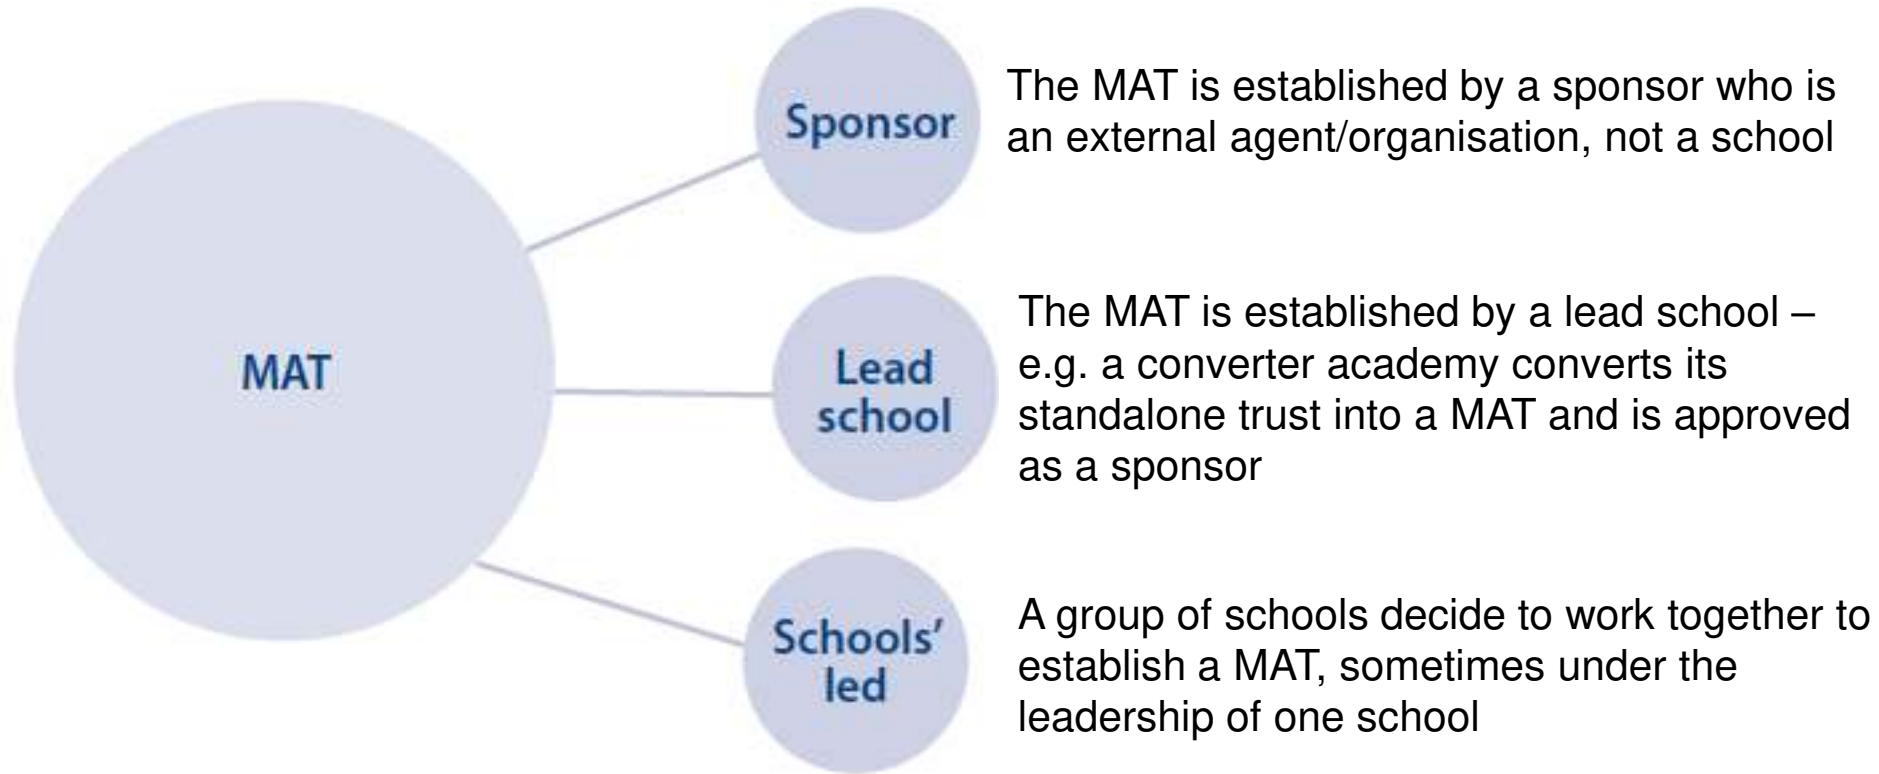 MAT
Sponsor
The MAT is established by a sponsor who is
an external agent/organisation, not a school
Lead
school
The MAT is established by a lead school –
e.g. a converter academy converts its
standalone trust into a MAT and is approved
as a sponsor
Schools’
led
A group of schools decide to work together to
establish a MAT, sometimes under the
leadership of one school